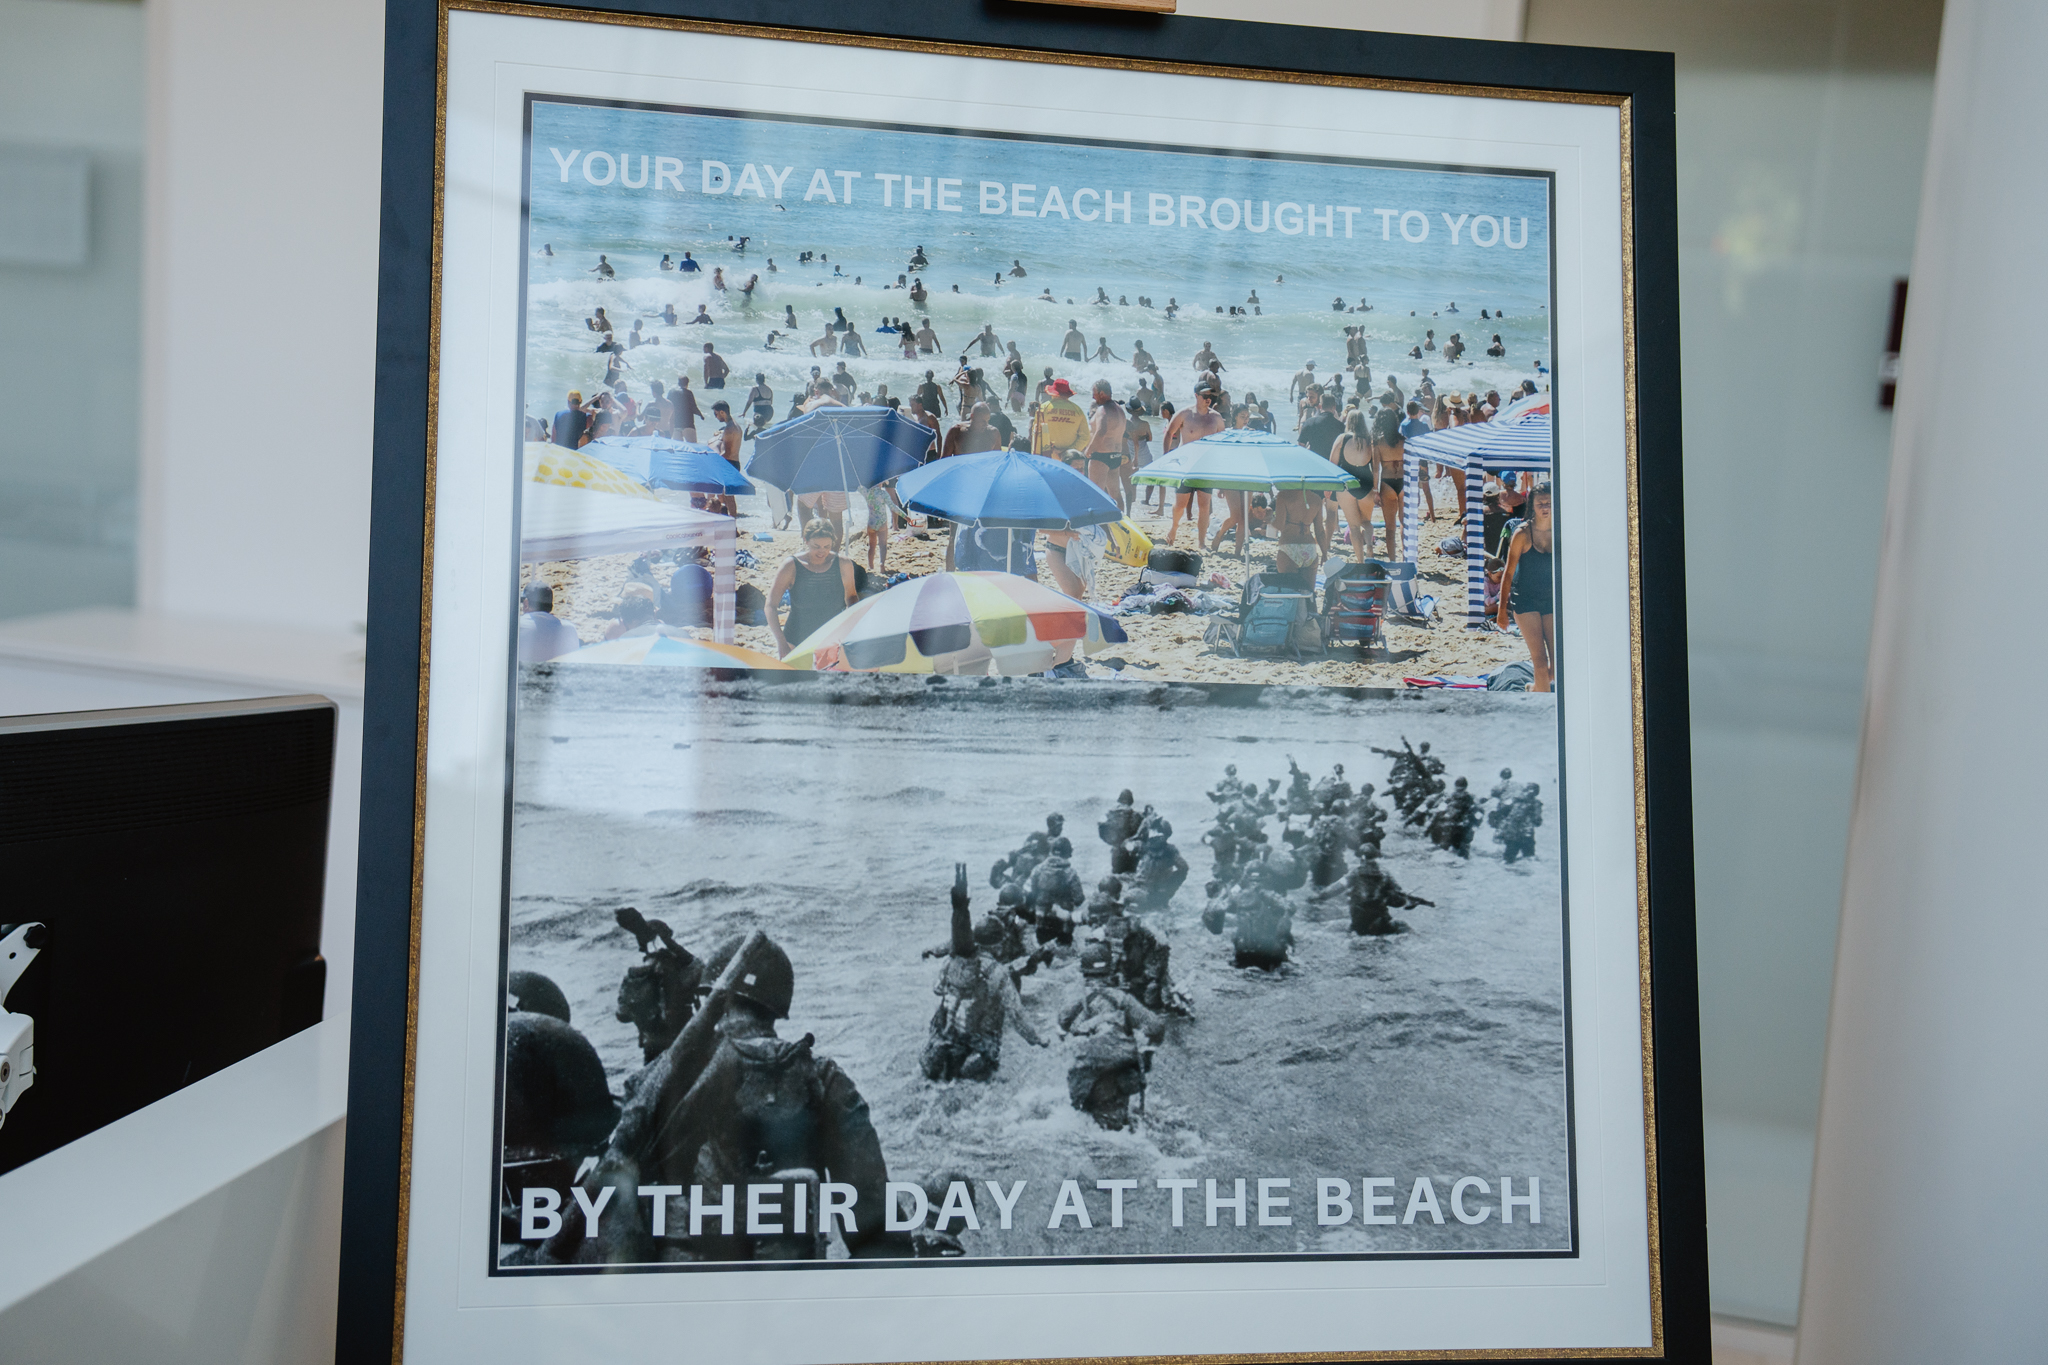 YOUR DAY AT THE BEACH BROUGHT TO YOU
BY THEIR DAY AT THE BEACH